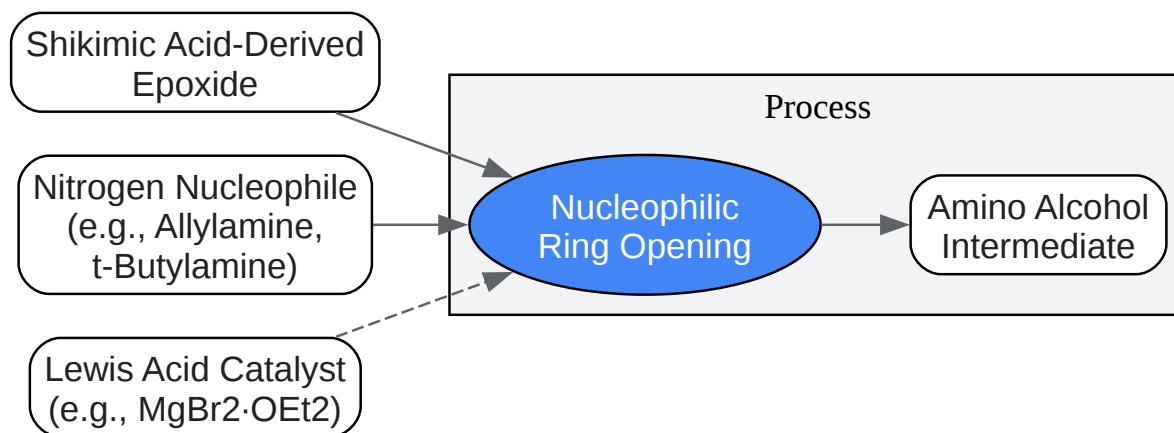 Shikimic Acid-Derived
Epoxide
Process
Nitrogen Nucleophile
(e.g., Allylamine,
t-Butylamine)
Nucleophilic
Ring Opening
Amino Alcohol
Intermediate
Lewis Acid Catalyst
(e.g., MgBr2·OEt2)